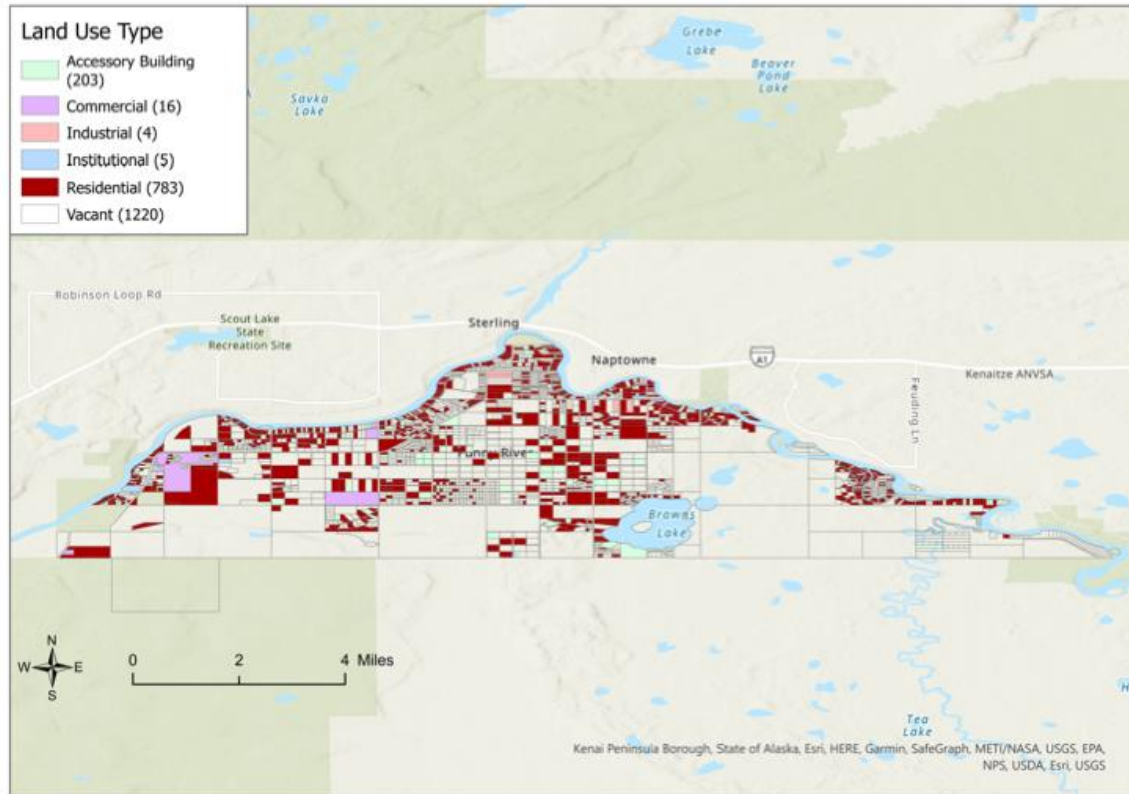 Land Use Type
Accessory Building
(203)
Commercial (16)
Industrial (4)
Institutional (5)
Residential (783)
Vacant (1220)
Grebe
Lake
Beaver
Pond
Lake
Savka
Lake
Robinson Loop Rd
Scout Lake
State
Recreation Site
Sterling
Naptowne
A1
Kenaitze ANVSA
Feuding Ln
River
Browns
Lake
N
W E
S
0 2 4 Miles
Tea
Lake
H
Kenai Peninsula Borough, State of Alaska, Esri, HERE, Garmin, SafeGraph, METI/NASA, USGS, EPA,
NPS, USDA, Esri, USGS